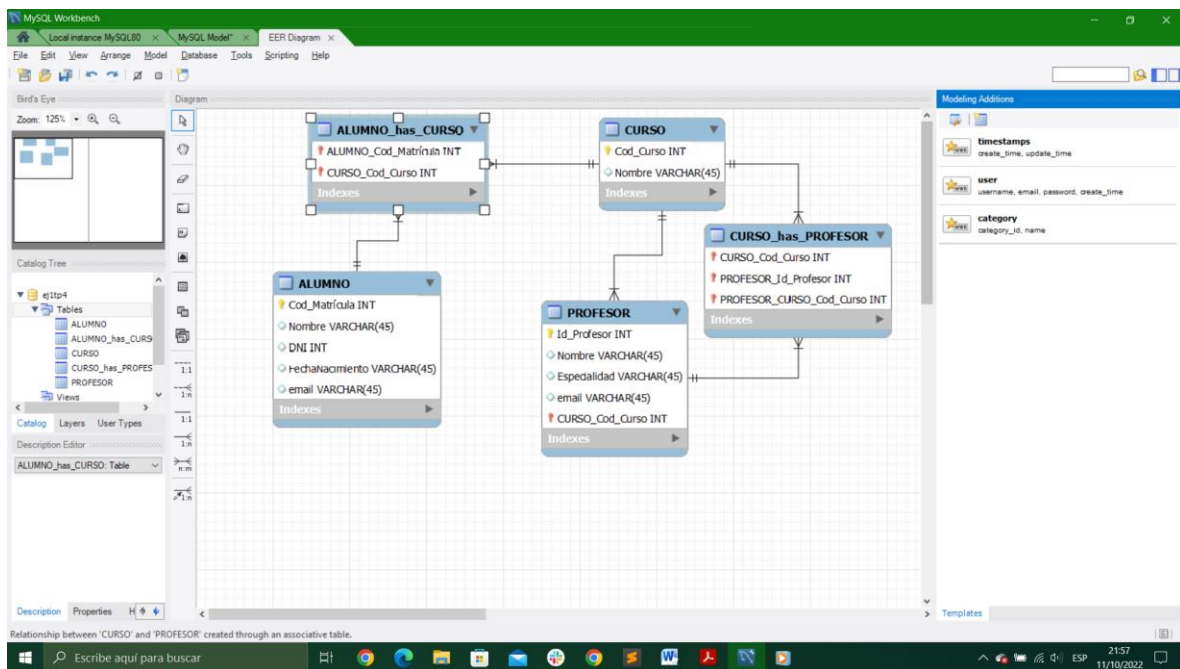 MySQL Workbench
Local instance MySQL80
MySQL Model*
EER Diagram
File Edit View Arrange Model Database Tools Scripting Help
Bird's Eye
Zoom: 125%
Diagram
Modeling Additions
timestamps
create_time, update_time
user
username, email, password, create_time
category
category_id, name
ALUMNO_has_CURSO
ALUMNO_Cod_Matrícula INT
CURSO_Cod_Curso INT
Indexes
CURSO
Cod_Curso INT
Nombre VARCHAR(45)
Indexes
CURSO_has_PROFESOR
CURSO_Cod_Curso INT
PROFESOR_Id_Profesor INT
PROFESOR_CURSO_Cod_Curso INT
Indexes
ALUMNO
Cod_Matrícula INT
Nombre VARCHAR(45)
DNI INT
FechaNacimiento VARCHAR(45)
email VARCHAR(45)
Indexes
PROFESOR
Id_Profesor INT
Nombre VARCHAR(45)
Especialidad VARCHAR(45)
email VARCHAR(45)
CURSO_Cod_Curso INT
Indexes
Catalog Tree
ej1tp4
Tables
ALUMNO
ALUMNO_has_CURS
CURSO
CURSO_has_PROFES
PROFESOR
Views
Catalog Layers User Types
Description Editor
ALUMNO_has_CURSO: Table
1:1
1:n
1:1
1:n
n:m
1:n
Description Properties H
Templates
Relationship between 'CURSO' and 'PROFESOR' created through an associative table.
Escribe aquí para buscar
ESP
21:57
11/10/2022